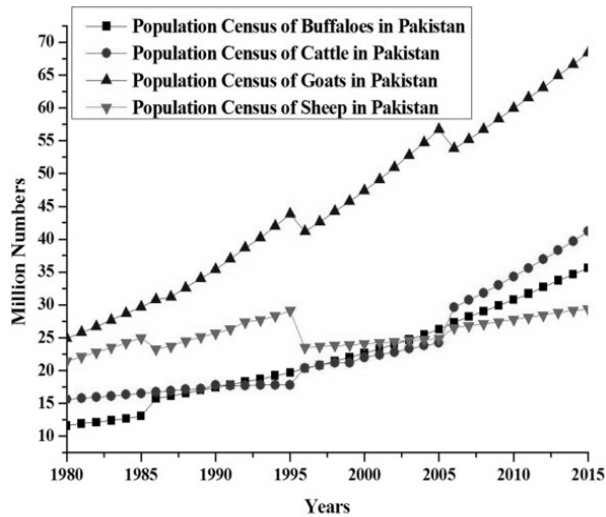 Population Census of Buffaloes in Pakistan
Population Census of Cattle in Pakistan
Population Census of Goats in Pakistan
Population Census of Sheep in Pakistan
70
65
60
55
50
45
40
35
30
25
20
15
10
Million Numbers
1980 1985 1990 1995 2000 2005 2010 2015
Years